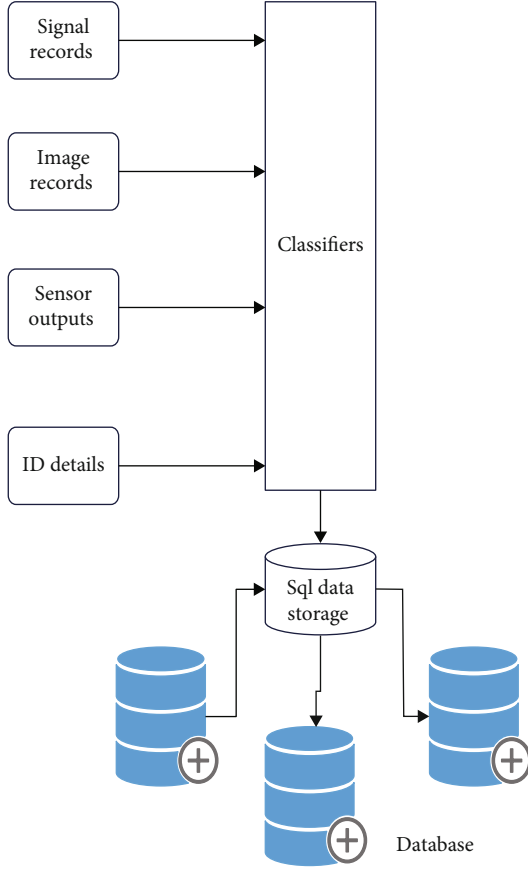 Signal
records
Image
records
Classifiers
Sensor
outputs
ID details
Sql data
storage
Database